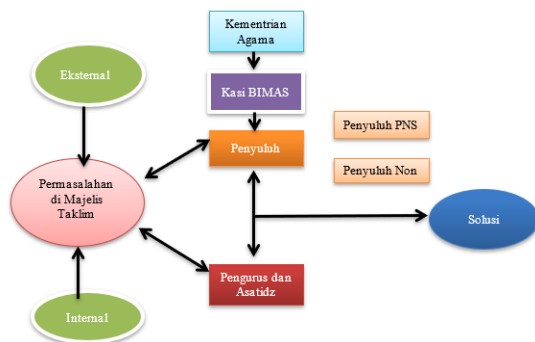 Kementrian
Agama
Eksternal
Kasi BIMAS
Penyuluh PNS
Penyuluh
Penyuluh Non
Permasalahan
di Majelis
Taklim
Solusi
Pengurus dan
Asatidz
Internal